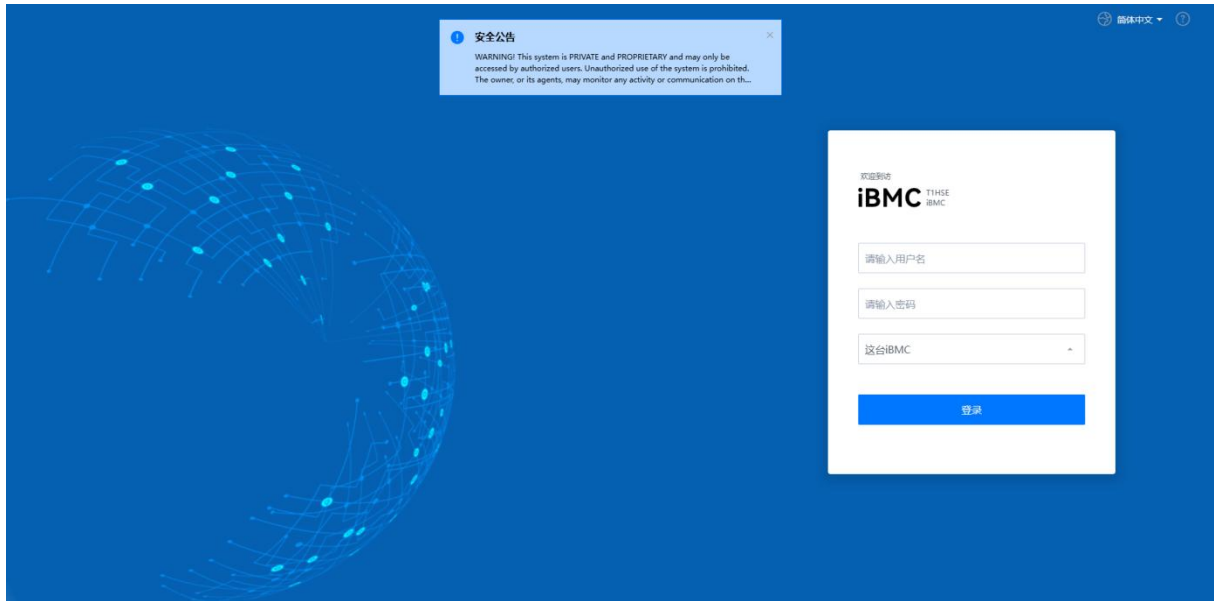 简体中文
安全公告
WARNING! This system is PRIVATE and PROPRIETARY and may only be
accessed by authorized users. Unauthorized use of the system is prohibited.
The owner, or its agents, may monitor any activity or communication on th...
欢迎到访
iBMC T1HSE
iBMC
请输入用户名
请输入密码
这台iBMC
登录